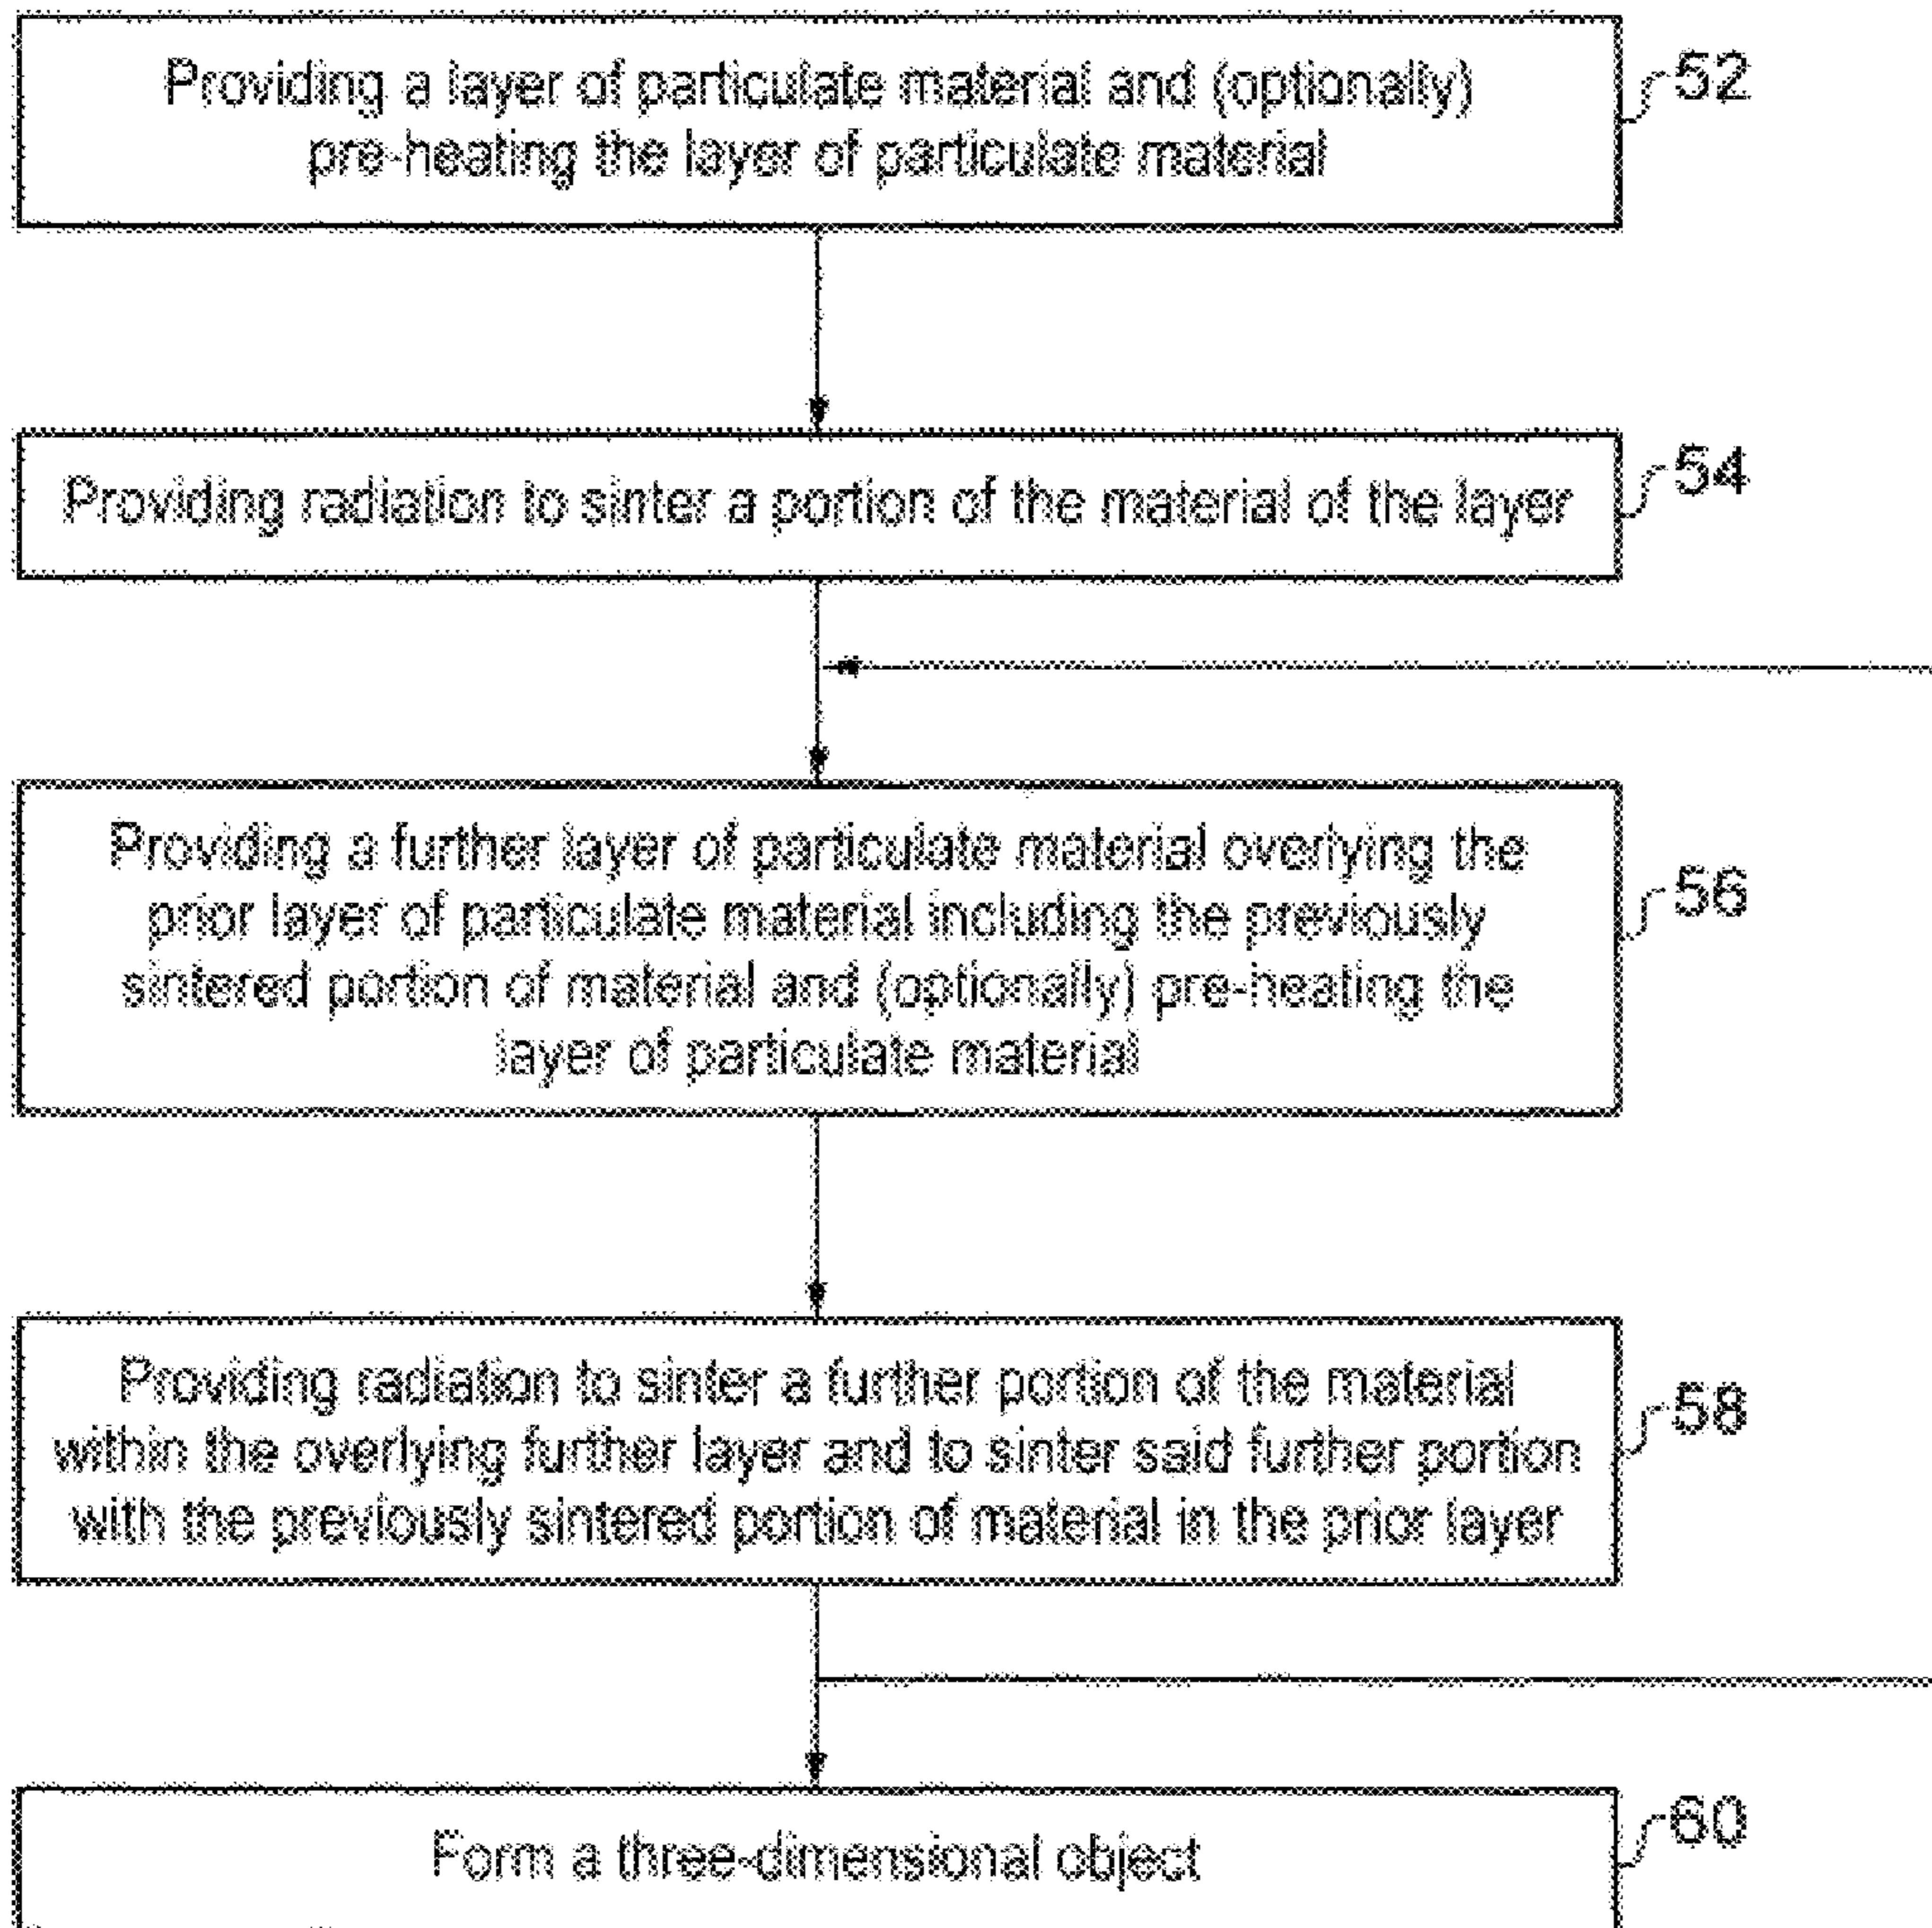 Providing a layer of particulate material and (optionally)
pre-heating the layer of particulate material
52
Providing radiation to sinter a portion of the material of the layer
54
Providing a further layer of particulate material overlying the
prior layer of particulate material including the previously
sintered portion of material and (optionally) pre-heating the
layer of particulate material
56
Providing radiation to sinter a further portion of the material
within the overlying further layer and to sinter said further portion
with the previously sintered portion of material in the prior layer
58
Form a three-dimensional object
60